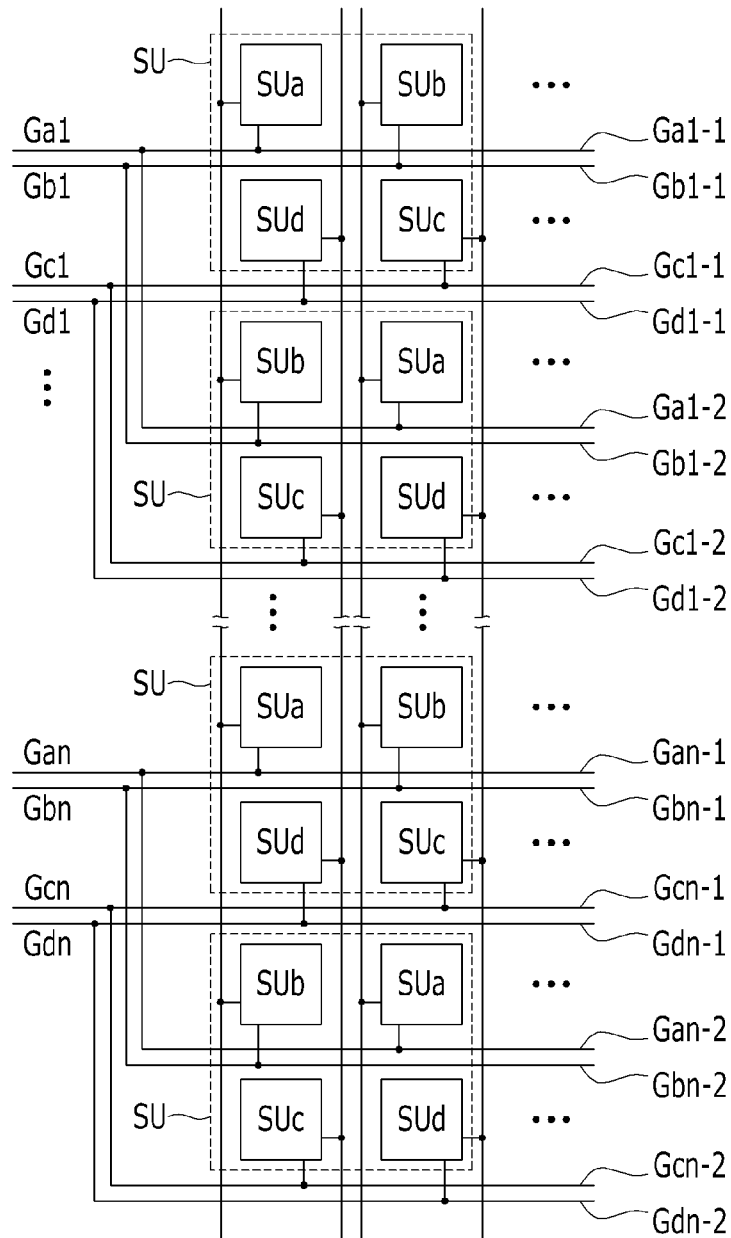 SU SUa SUb
Ga1 Ga1-1
Gb1 Gb1-1
SUd SUc
Gc1 Gc1-1
Gd1 Gd1-1
SUb SUa
Ga1-2
Gb1-2
SU SUc SUd
Gc1-2
Gd1-2
SU SUa SUb
Gan Gan-1
Gbn Gbn-1
SUd SUc
Gcn Gcn-1
Gdn Gdn-1
SUb SUa
Gan-2
Gbn-2
SU SUc SUd
Gcn-2
Gdn-2